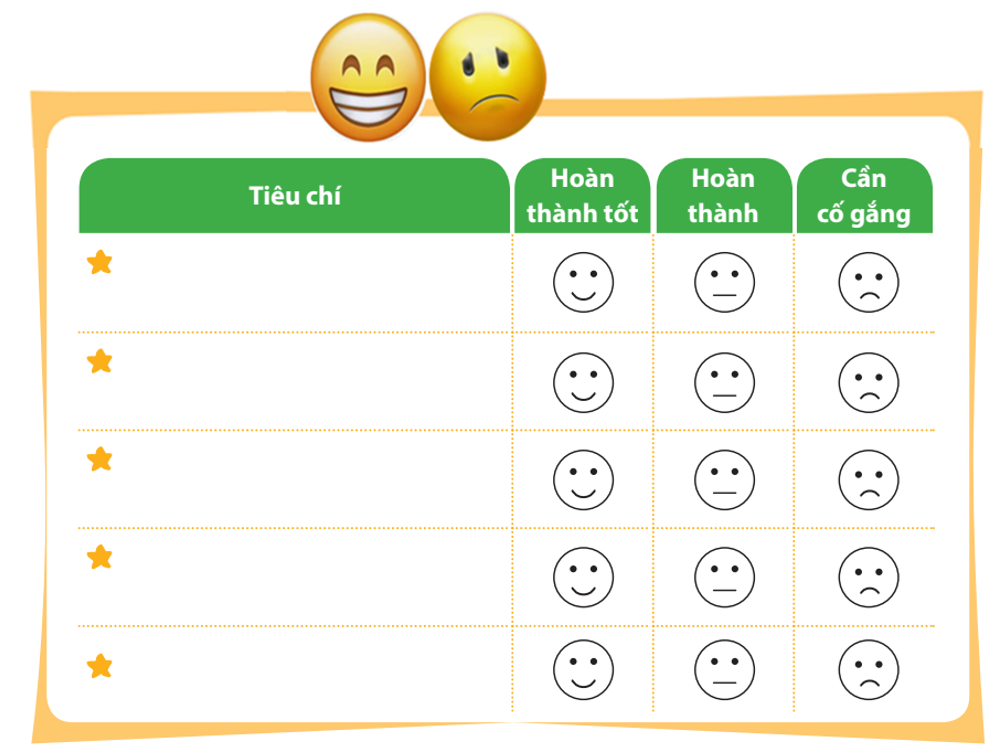 Tiêu chí
Hoàn
thành tốt
Hoàn
thành
Cần
cố gắng